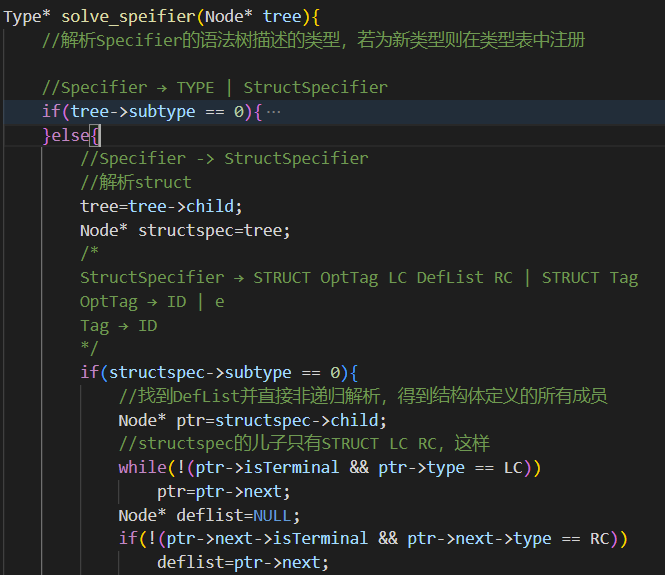 Type* solve_speifier(Node* tree){
//解析Specifier的语法树描述的类型，若为新类型则在类型表中注册
//Specifier → TYPE | StructSpecifier
if(tree->subtype == 0){ ⋯
}else{
//Specifier -> StructSpecifier
//解析struct
tree=tree->child;
Node* structspec=tree;
/*
StructSpecifier → STRUCT OptTag LC DefList RC | STRUCT Tag
OptTag → ID | e
Tag → ID
*/
if(structspec->subtype == 0){
//找到DefList并直接非递归解析，得到结构体定义的所有成员
Node* ptr=structspec->child;
//structspec的儿子只有STRUCT LC RC，这样
while(!(ptr->isTerminal && ptr->type == LC))
ptr=ptr->next;
Node* deflist=NULL;
if(!(ptr->next->isTerminal && ptr->next->type == RC))
deflist=ptr->next;